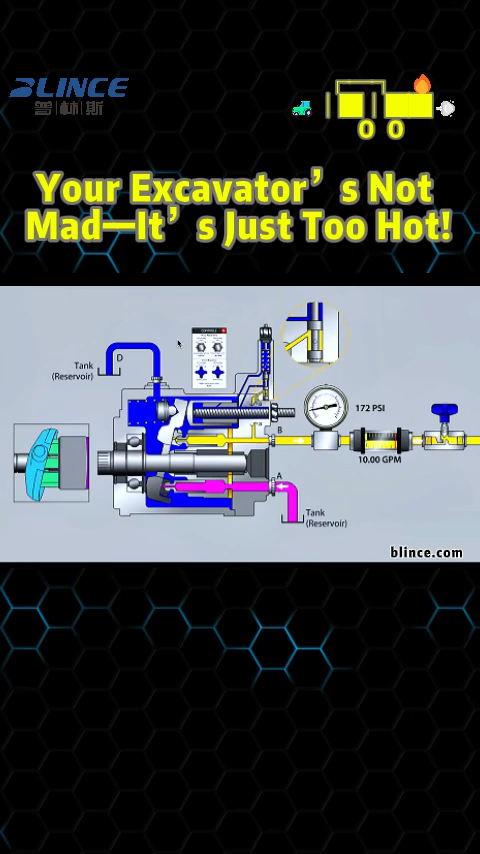 BLINCE
普林斯
Your Excavator’s Not
Mad—It’s Just Too Hot!
D
Tank
(Reservoir)
172 PSI
B
10.00 GPM
A
Tank
(Reservoir)
blince.com